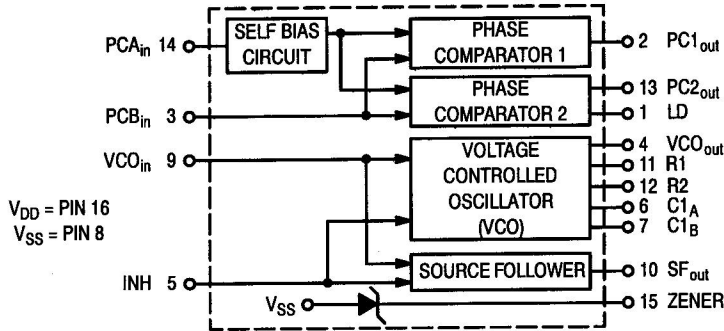 PCAin 14
SELF BIAS
CIRCUIT
PHASE
COMPARATOR 1
2 PC1out
PCBin 3
PHASE
COMPARATOR 2
13 PC2out
1 LD
VCOin 9
VOLTAGE
CONTROLLED
OSCILLATOR
(VCO)
4 VCOout
11 R1
12 R2
6 C1A
7 C1B
VDD = PIN 16
VSS = PIN 8
INH 5
SOURCE FOLLOWER
10 SFout
VSS
15 ZENER